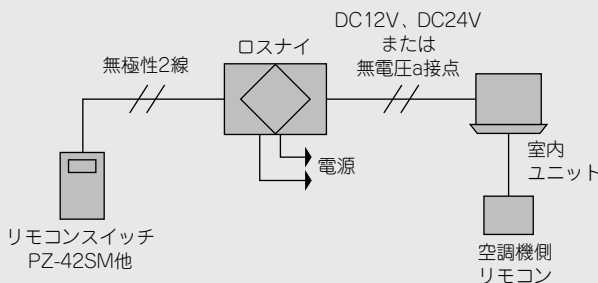 DC12V、DC24V
または
無電圧a接点
ロスナイ
無極性2線
電源
室内
ユニット
リモコンスイッチ
PZ-42SM他
空調機側
リモコン